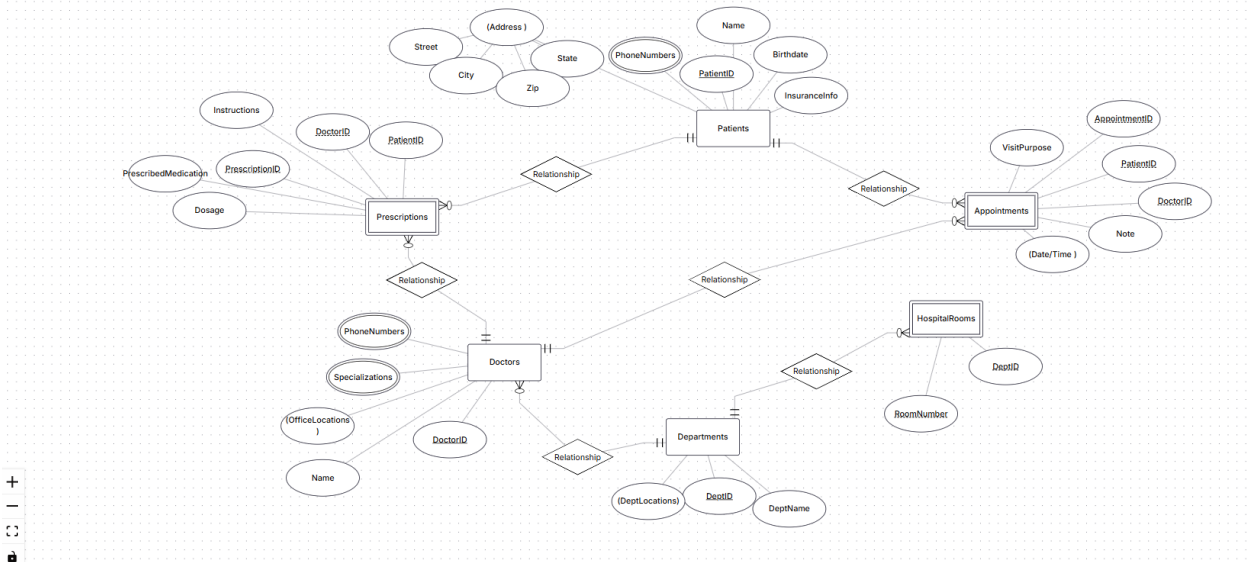 (Address )
Name
Street
State
PhoneNumbers
Birthdate
City
PatientID
Zip
InsuranceInfo
Instructions
AppointmentID
DoctorID
Patients
PatientID
VisitPurpose
PatientID
PrescribedMedication
PrescriptionID
Relationship
Relationship
DoctorID
Dosage
Prescriptions
Appointments
Note
(Date/Time )
Relationship
Relationship
HospitalRooms
PhoneNumbers
Doctors
DeptID
Specializations
Relationship
RoomNumber
(OfficeLocations
)
DoctorID
Departments
Relationship
Name
(DeptLocations)
DeptID
DeptName